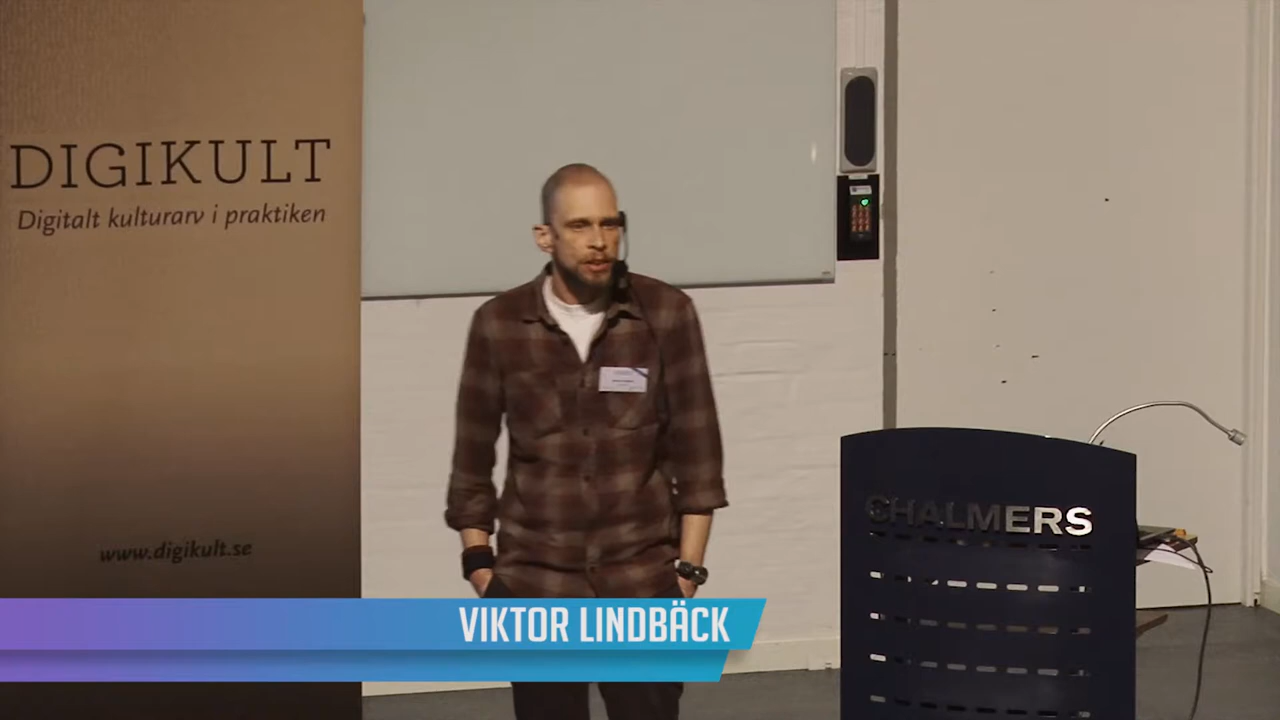 DIGIKULT
Digitalt kulturarv i praktiken
www.digikult.se
CHALMERS
VIKTOR LINDBÄCK